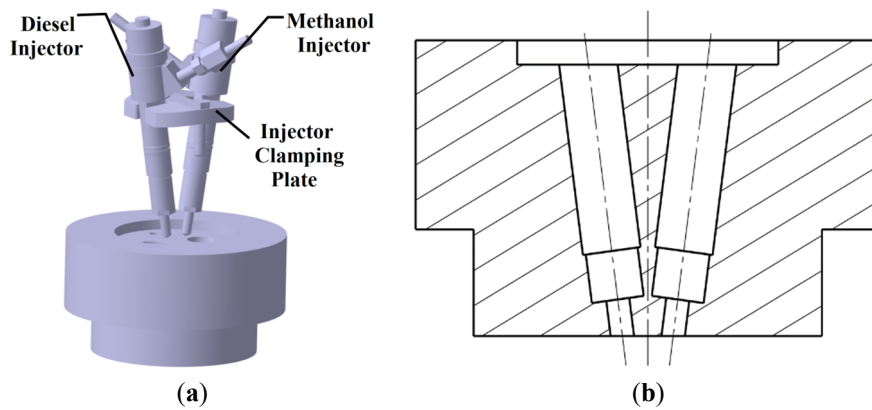 Diesel
Injector
Methanol
Injector
Injector
Clamping
Plate
(a)
(b)